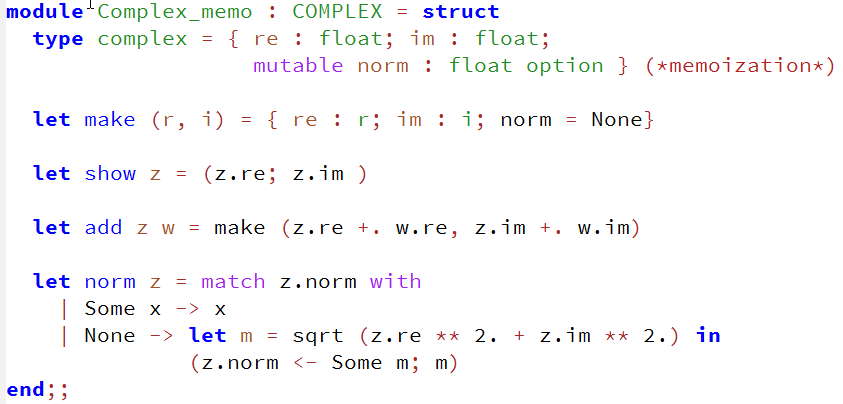 module Complex_memo : COMPLEX = struct
  type complex = { re : float; im : float;
                   mutable norm : float option } (*memoization*)
  let make (r, i) = { re : r; im : i; norm = None}
  let show z = (z.re; z.im )
  let add z w = make (z.re +. w.re, z.im +. w.im)
  let norm z = match z.norm with
    | Some x -> x
    | None -> let m = sqrt (z.re ** 2. + z.im ** 2.) in
              (z.norm <- Some m; m)
end;;